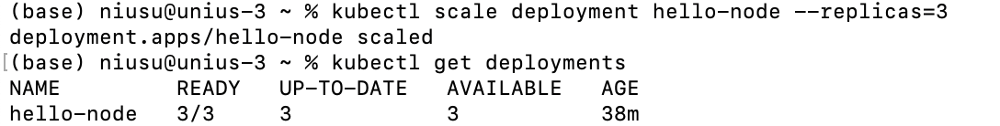 (base) niusu@unius-3 ~ % kubectl scale deployment hello-node --replicas=3
deployment.apps/hello-node scaled
[(base) niusu@unius-3 ~ % kubectl get deployments
NAME         READY   UP-TO-DATE   AVAILABLE   AGE
hello-node   3/3     3            3           38m